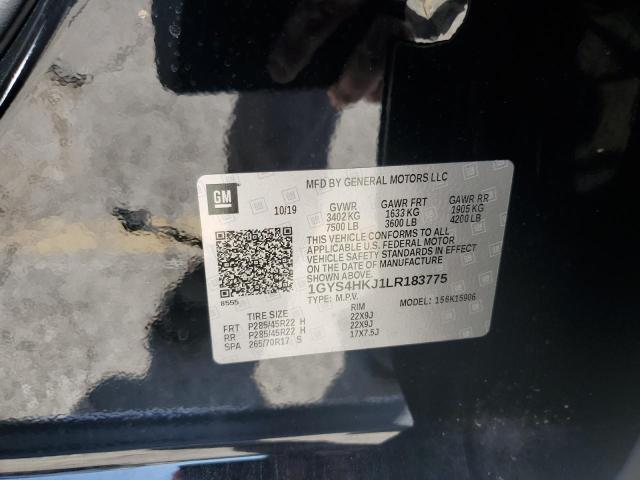 MFD BY GENERAL MOTORS LLC
GM
10/19
GVWR GAWR FRT GAWR RR
3402 KG 1633 KG 1905 KG
7500 LB 3600 LB 4200 LB
THIS VEHICLE CONFORMS TO ALL
APPLICABLE U.S. FEDERAL MOTOR
VEHICLE SAFETY STANDARDS IN EFFECT
ON THE DATE OF MANUFACTURE
SHOWN ABOVE.
1GYS4HKJ1LR183775
TYPE: M.P.V. MODEL: 156K15906
8555
TIRE SIZE RIM
FRT P285/45R22 H 22X9J
RR P285/45R22 H 22X9J
SPA 265/70R17 S 17X7.5J